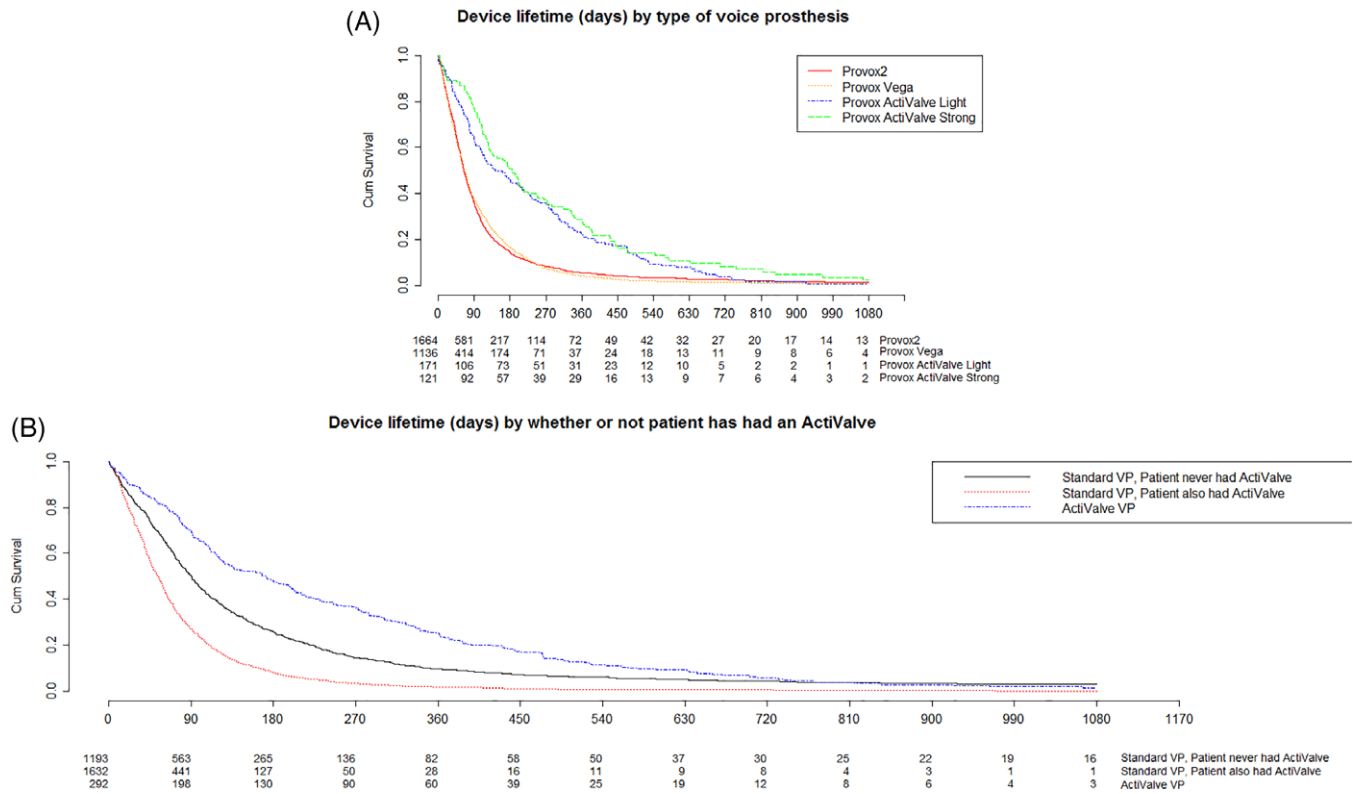 (A)
Device lifetime (days) by type of voice prosthesis
Provox2
Provox Vega
Provox ActiValve Light
Provox ActiValve Strong
Cum Survival
1.0
0.8
0.6
0.4
0.2
0.0
0 90 180 270 360 450 540 630 720 810 900 990 1080
1664 581 217 114 72 49 42 32 27 20 17 14 13 Provox2
1136 414 174 71 37 24 18 13 11 9 8 6 4 Provox Vega
171 106 73 51 31 23 12 10 5 2 2 1 1 Provox ActiValve Light
121 92 57 39 29 16 13 9 7 6 4 3 2 Provox ActiValve Strong
(B)
Device lifetime (days) by whether or not patient has had an ActiValve
Standard VP, Patient never had ActiValve
Standard VP, Patient also had ActiValve
ActiValve VP
Cum Survival
1.0
0.8
0.6
0.4
0.2
0.0
0 90 180 270 360 450 540 630 720 810 900 990 1080 1170
1193 563 265 136 82 58 50 37 30 25 22 19 16 Standard VP, Patient never had ActiValve
1632 441 127 50 28 16 11 9 8 4 3 1 1 Standard VP, Patient also had ActiValve
292 198 130 90 60 39 25 19 12 8 6 4 3 ActiValve VP